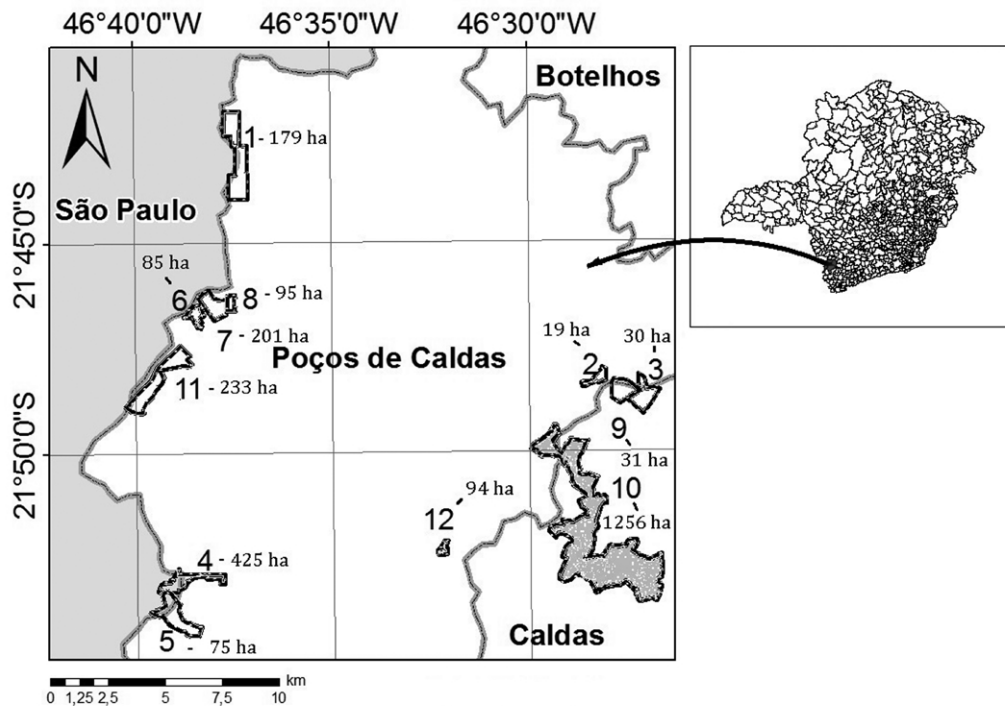 46°40'0"W 46°35'0"W 46°30'0"W
N
Botelhos
1 - 179 ha
São Paulo
21°45'0"S
85 ha
6
8 - 95 ha
7 - 201 ha
19 ha
30 ha
Poços de Caldas
2
3
11 - 233 ha
9
31 ha
21°50'0"S
94 ha
10
12
1256 ha
4 - 425 ha
Caldas
5 - 75 ha
km
0 1,25 2,5 5 7,5 10